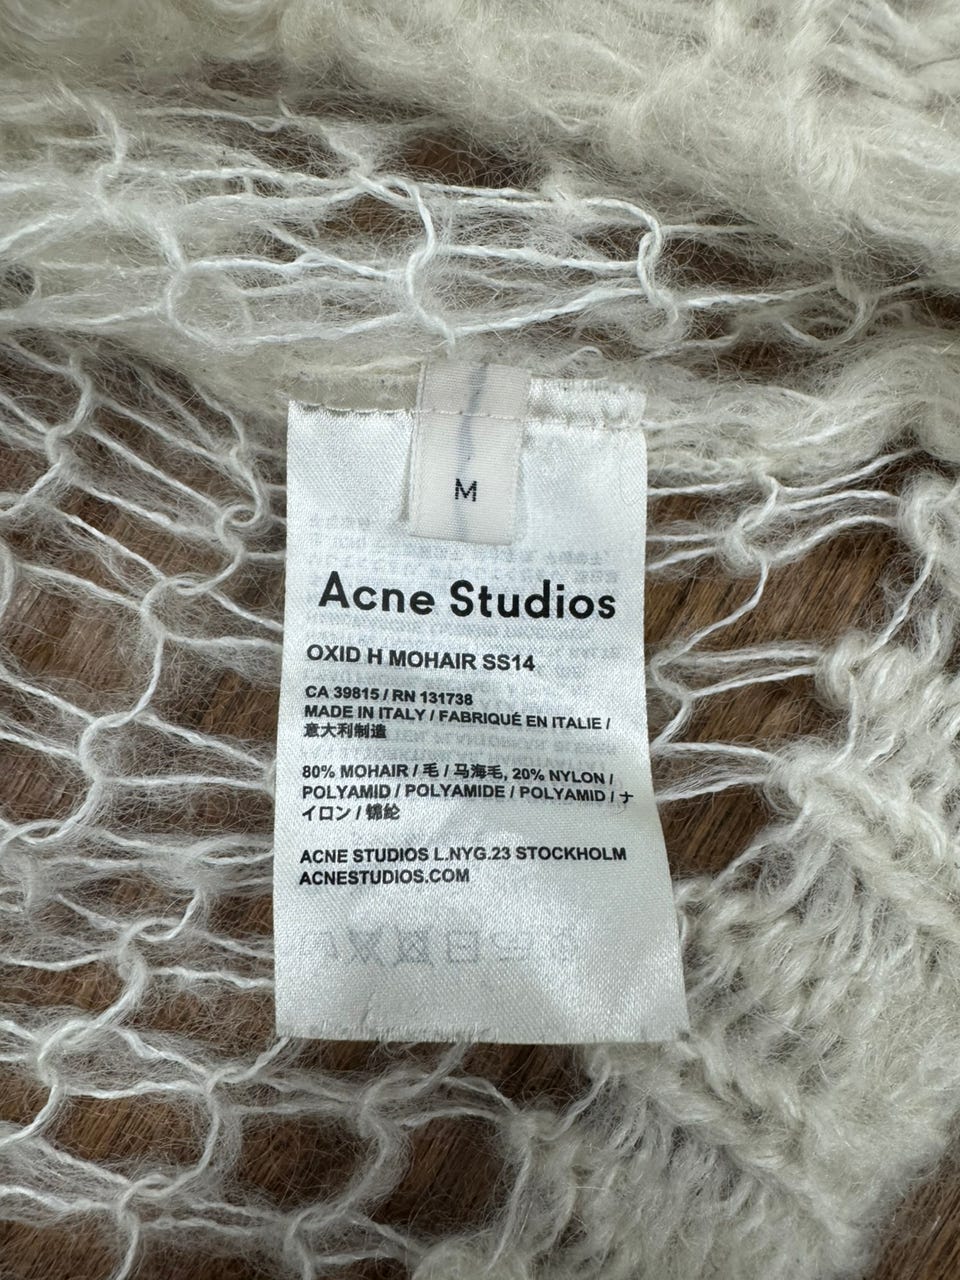 M
Acne Studios
OXID H MOHAIR SS14
CA 39815 / RN 131738
MADE IN ITALY / FABRIQUÉ EN ITALIE /
意大利制造
80% MOHAIR / 毛 / 马海毛, 20% NYLON /
POLYAMID / POLYAMIDE / POLYAMID / ナ
イロン / 锦纶
ACNE STUDIOS L.NYG.23 STOCKHOLM
ACNESTUDIOS.COM